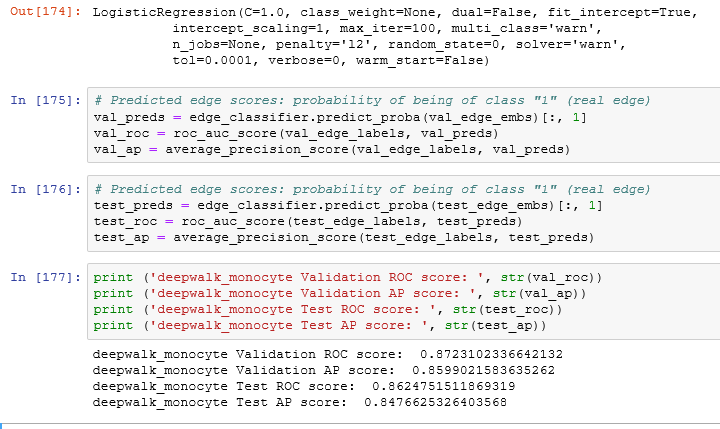 Out[174]: LogisticRegression(C=1.0, class_weight=None, dual=False, fit_intercept=True,
intercept_scaling=1, max_iter=100, multi_class='warn',
n_jobs=None, penalty='l2', random_state=0, solver='warn',
tol=0.0001, verbose=0, warm_start=False)
In [175]: # Predicted edge scores: probability of being of class "1" (real edge)
val_preds = edge_classifier.predict_proba(val_edge_embs)[:, 1]
val_roc = roc_auc_score(val_edge_labels, val_preds)
val_ap = average_precision_score(val_edge_labels, val_preds)
In [176]: # Predicted edge scores: probability of being of class "1" (real edge)
test_preds = edge_classifier.predict_proba(test_edge_embs)[:, 1]
test_roc = roc_auc_score(test_edge_labels, test_preds)
test_ap = average_precision_score(test_edge_labels, test_preds)
In [177]: print ('deepwalk_monocyte Validation ROC score: ', str(val_roc))
print ('deepwalk_monocyte Validation AP score: ', str(val_ap))
print ('deepwalk_monocyte Test ROC score: ', str(test_roc))
print ('deepwalk_monocyte Test AP score: ', str(test_ap))
deepwalk_monocyte Validation ROC score:  0.8723102336642132
deepwalk_monocyte Validation AP score:  0.8599021583635262
deepwalk_monocyte Test ROC score:  0.8624751511869319
deepwalk_monocyte Test AP score:  0.8476625326403568